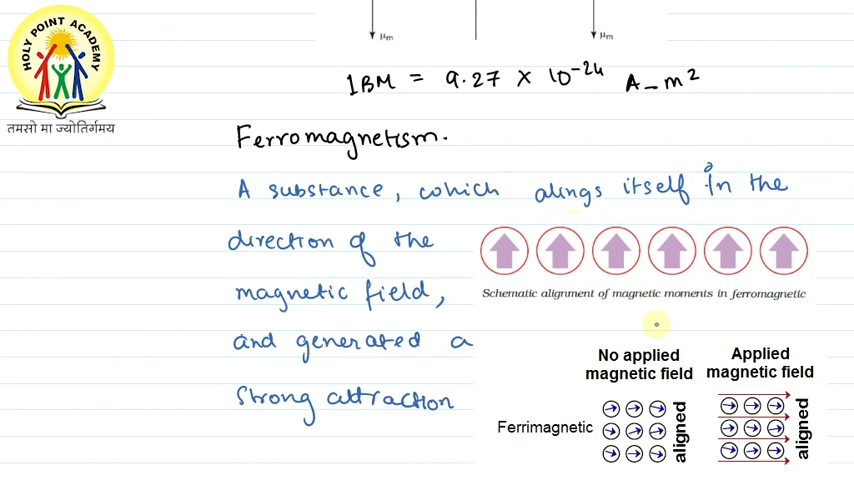 HOLY POINT ACADEMY
तमसो मा ज्योतिर्गमय
μm
μm
1BM = 9.27 × 10⁻²⁴ A-m²
Ferromagnetism.
A substance, which alings itself in the
direction of the
magnetic field,
and generated a
strong attraction
Schematic alignment of magnetic moments in ferromagnetic
No applied
magnetic field
Applied
magnetic field
Ferrimagnetic
aligned
aligned